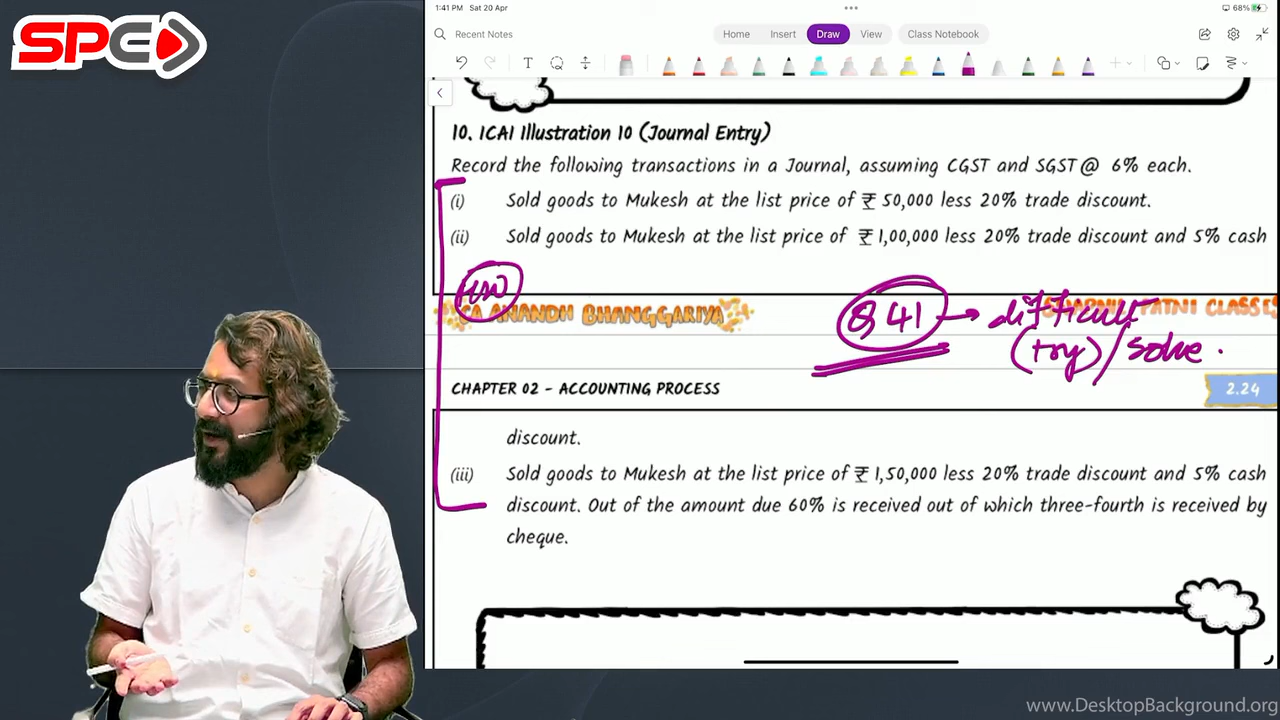 SPC
1:41 PM Sat 20 Apr
68%
Recent Notes
Home Insert Draw View Class Notebook
10. ICAI Illustration 10 (Journal Entry)
Record the following transactions in a Journal, assuming CGST and SGST @ 6% each.
(i) Sold goods to Mukesh at the list price of ₹ 50,000 less 20% trade discount.
(ii) Sold goods to Mukesh at the list price of ₹ 1,00,000 less 20% trade discount and 5% cash
HW
CA ANANDH BHANGGARIYA
Q 41 → difficult
PATNI CLASSES
(try)/solve.
CHAPTER 02 - ACCOUNTING PROCESS
2.24
discount.
(iii) Sold goods to Mukesh at the list price of ₹ 1,50,000 less 20% trade discount and 5% cash
discount. Out of the amount due 60% is received out of which three-fourth is received by
cheque.
www.DesktopBackground.org